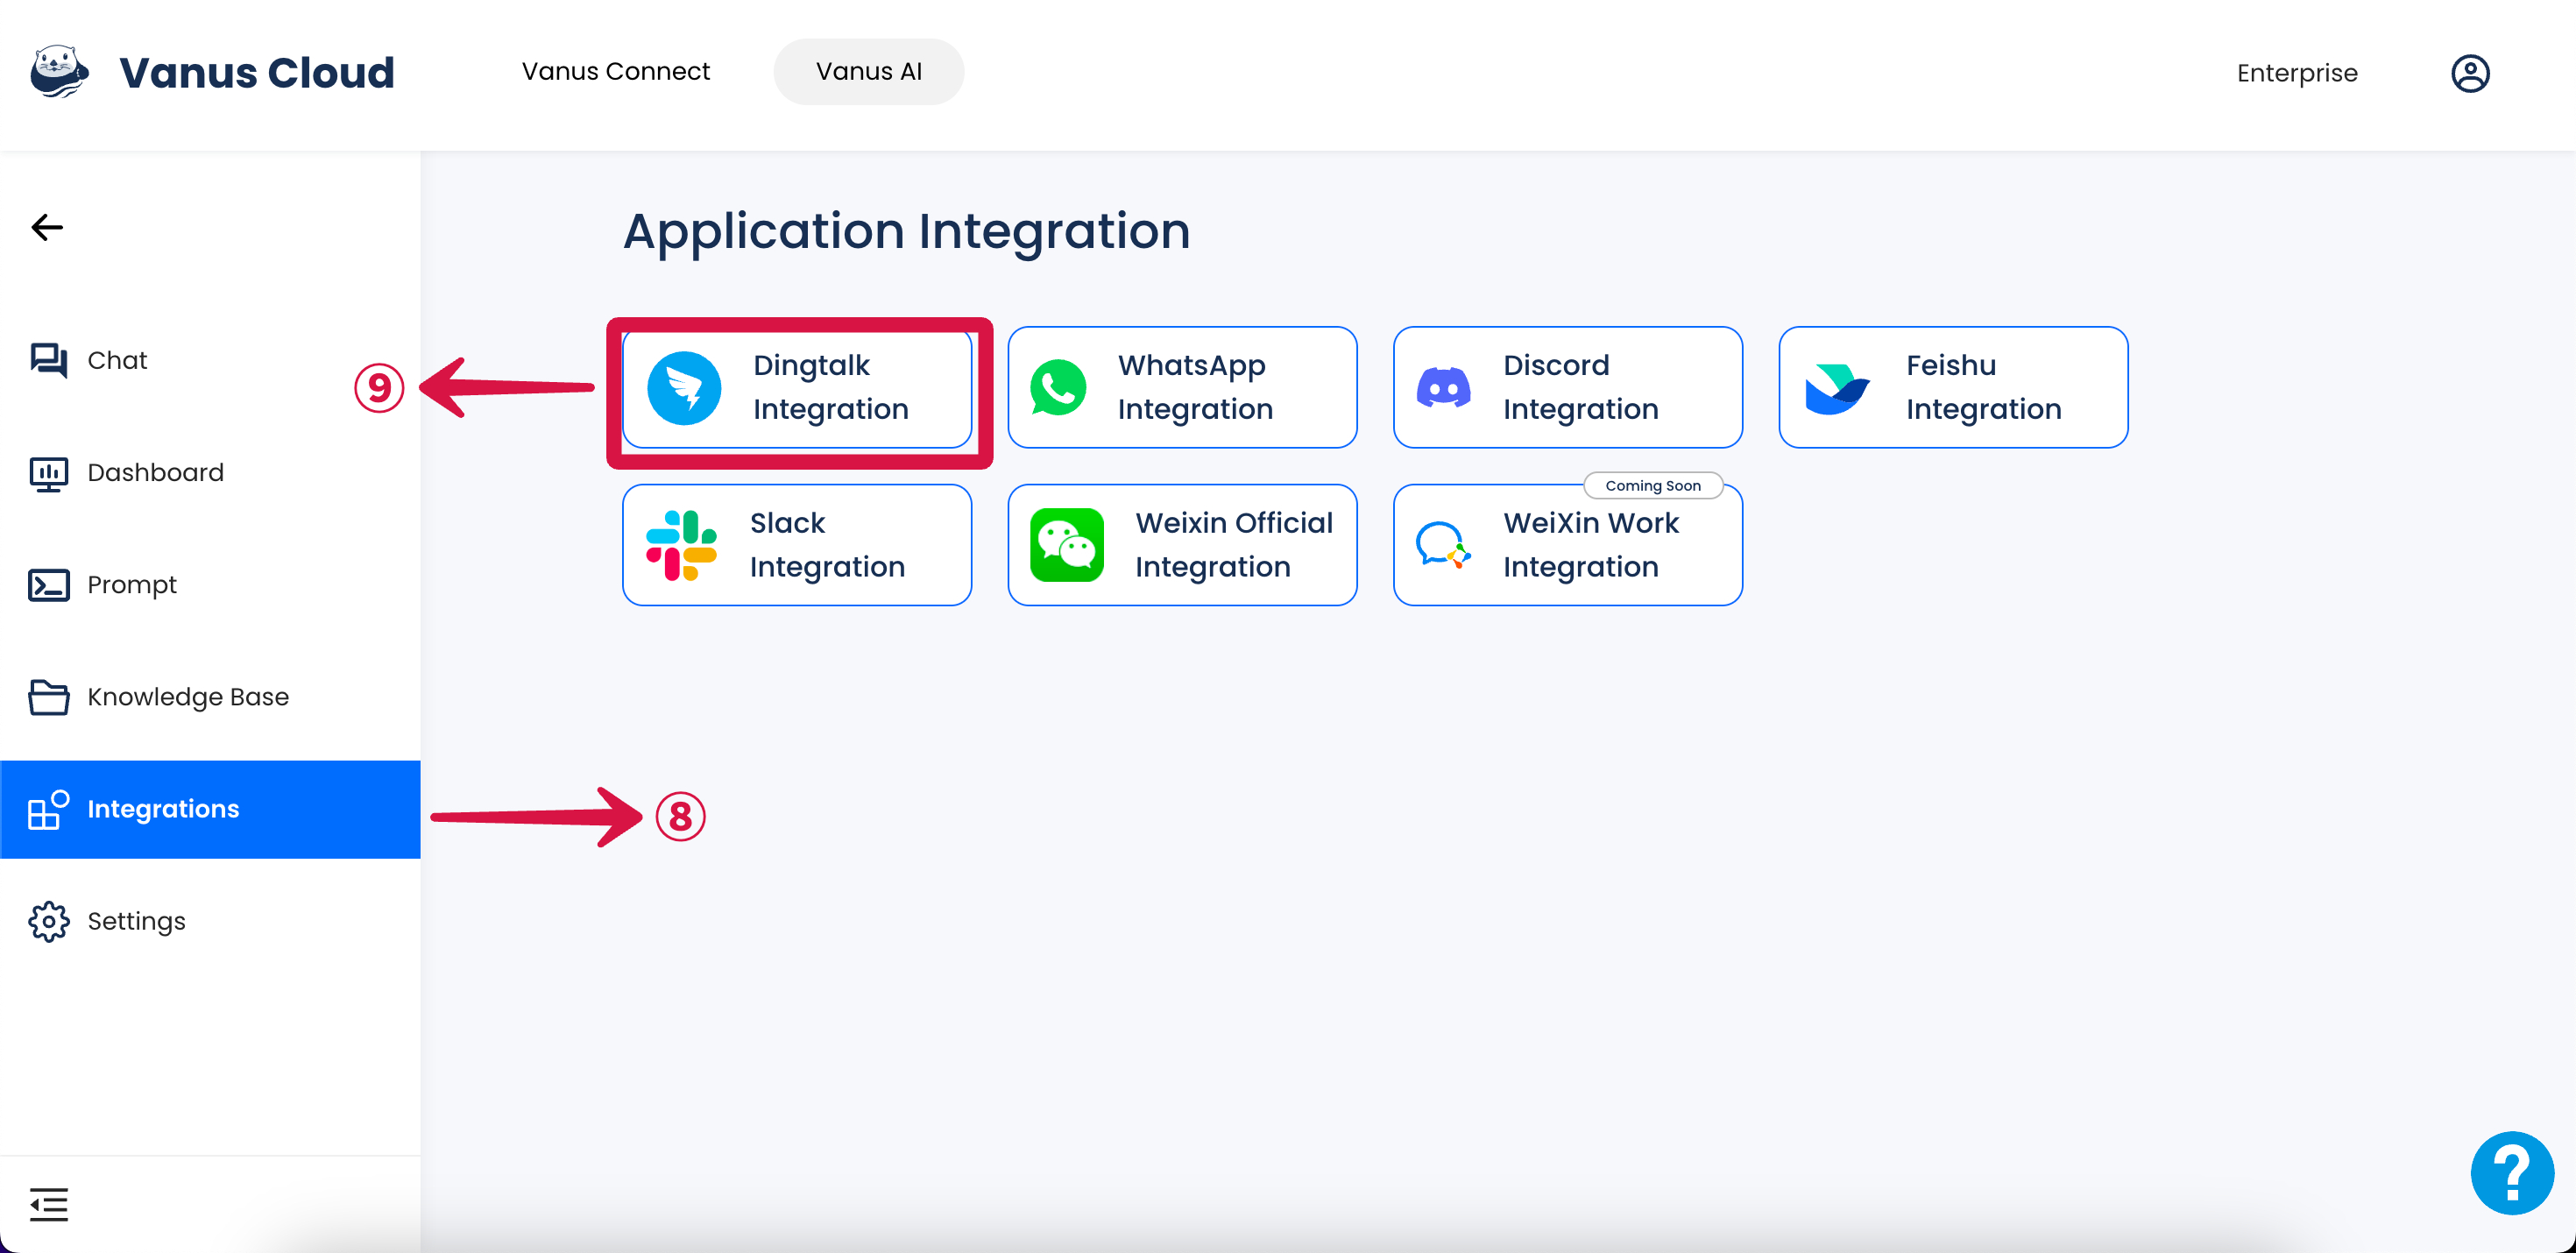 Vanus Cloud
Vanus Connect
Vanus AI
Enterprise
Application Integration
Chat
Dashboard
Prompt
Knowledge Base
Integrations
Settings
⑨
Dingtalk
Integration
WhatsApp
Integration
Discord
Integration
Feishu
Integration
Slack
Integration
Weixin Official
Integration
Coming Soon
WeiXin Work
Integration
⑧
?